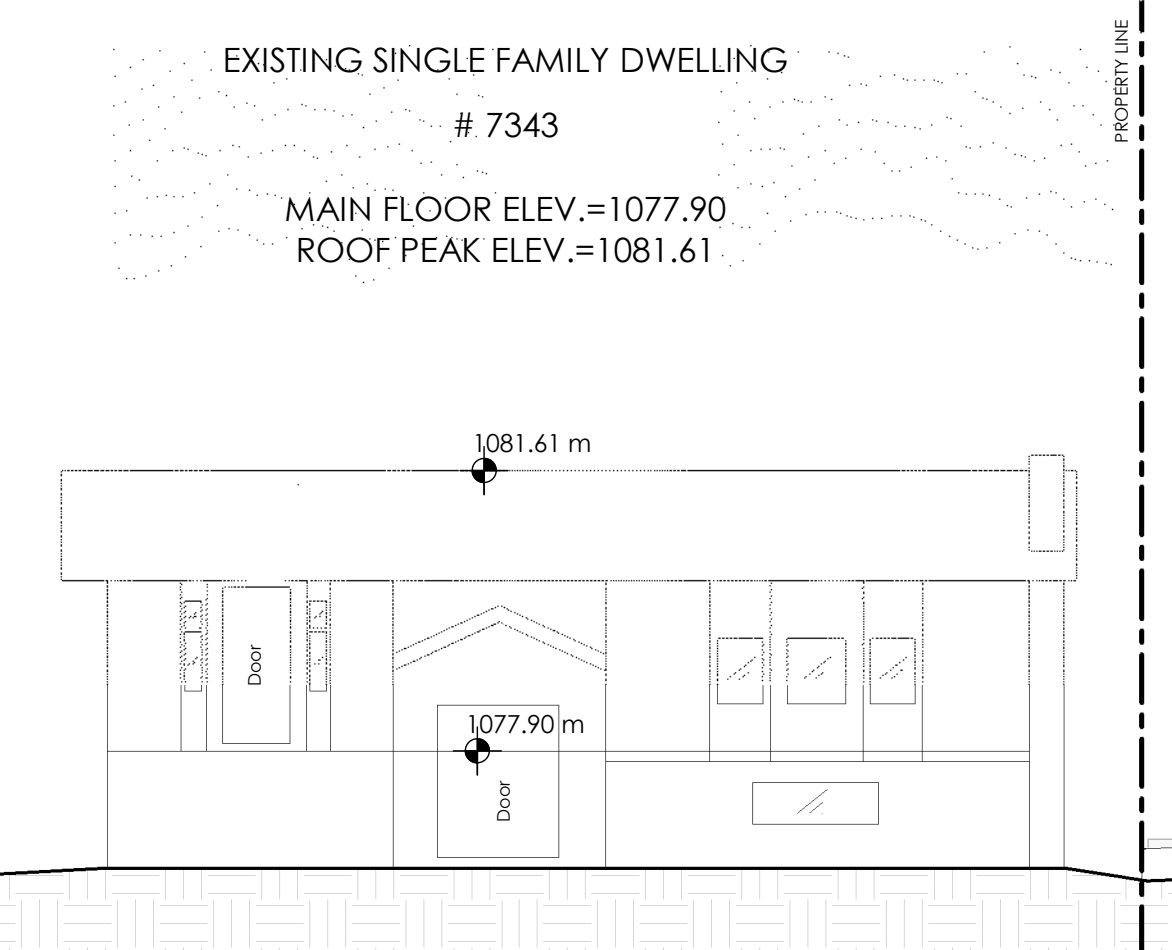 EXISTING SINGLE FAMILY DWELLING
# 7343
MAIN FLOOR ELEV.=1077.90
ROOF PEAK ELEV.=1081.61
PROPERTY LINE
1081.61 m
Door
1077.90 m
Door